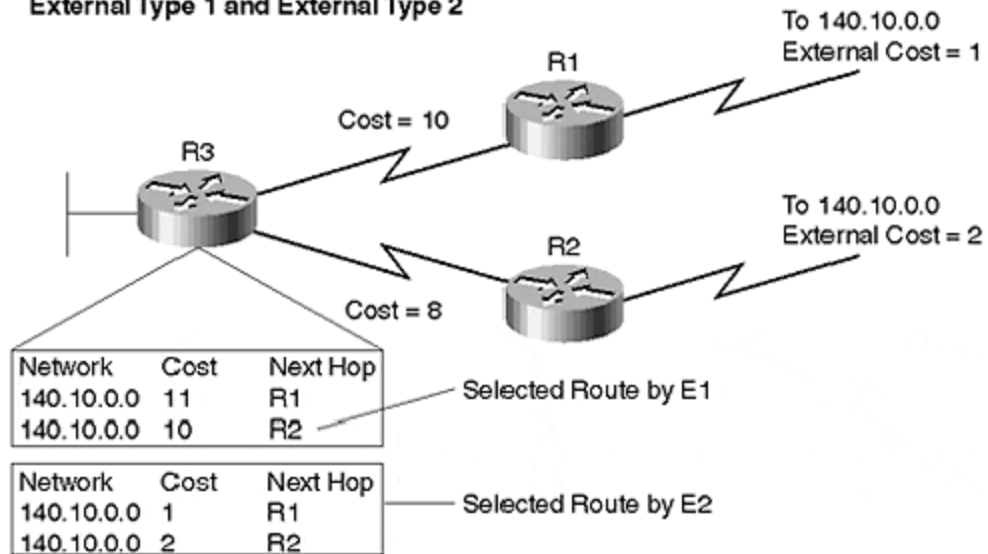 External Type 1 and External Type 2
To 140.10.0.0
External Cost = 1
R1
Cost = 10
R3
To 140.10.0.0
External Cost = 2
R2
Cost = 8
Network Cost Next Hop
140.10.0.0 11 R1
140.10.0.0 10 R2
Selected Route by E1
Network Cost Next Hop
140.10.0.0 1 R1
140.10.0.0 2 R2
Selected Route by E2